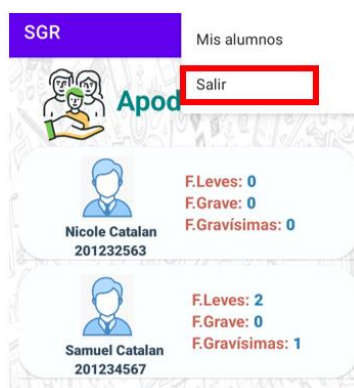 SGR
Mis alumnos
Salir
Apod
F.Leves: 0
F.Grave: 0
F.Gravísimas: 0
Nicole Catalan
201232563
F.Leves: 2
F.Grave: 0
F.Gravísimas: 1
Samuel Catalan
201234567